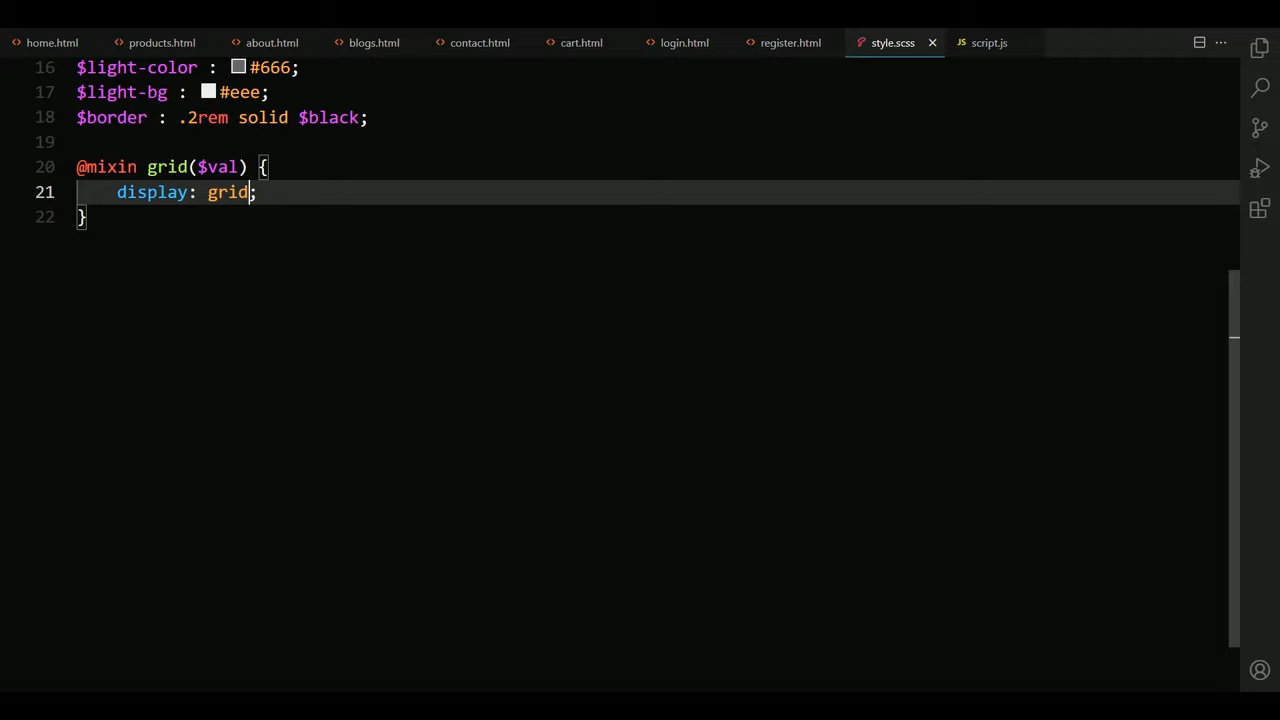 home.html products.html about.html blogs.html contact.html cart.html login.html register.html style.scss JS script.js
16 $light-color : #666;
17 $light-bg : #eee;
18 $border : .2rem solid $black;
19
20 @mixin grid($val) {
21 display: grid;
22 }